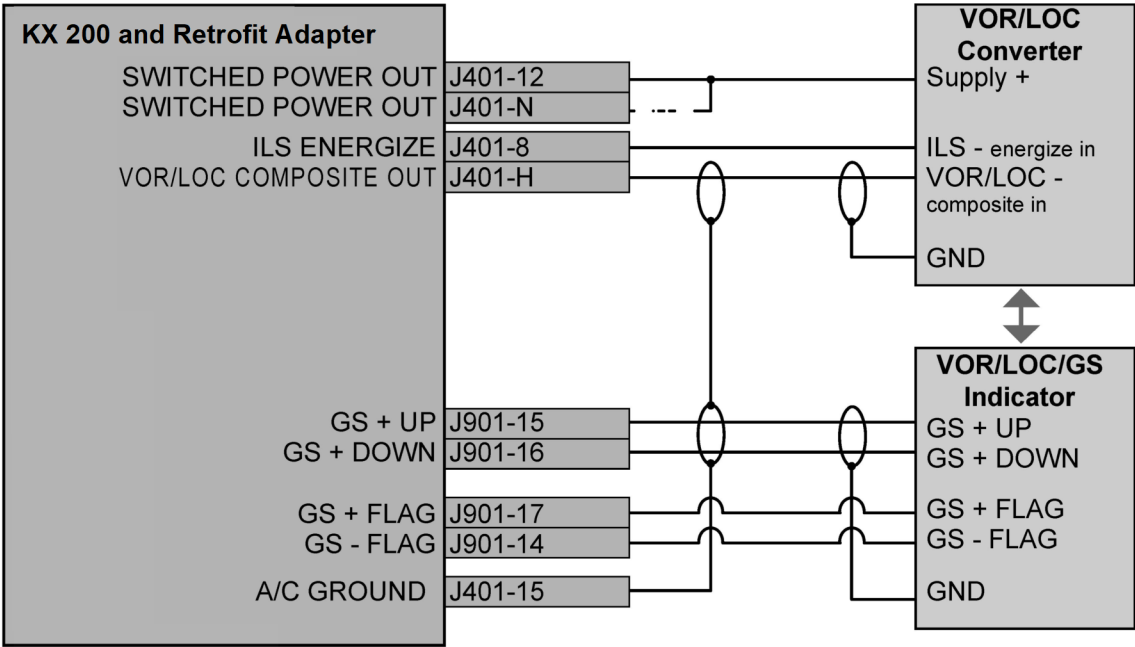 KX 200 and Retrofit Adapter
SWITCHED POWER OUT J401-12
SWITCHED POWER OUT J401-N
ILS ENERGIZE J401-8
VOR/LOC COMPOSITE OUT J401-H
GS + UP J901-15
GS + DOWN J901-16
GS + FLAG J901-17
GS - FLAG J901-14
A/C GROUND J401-15
VOR/LOC
Converter
Supply +
ILS - energize in
VOR/LOC -
composite in
GND
VOR/LOC/GS
Indicator
GS + UP
GS + DOWN
GS + FLAG
GS - FLAG
GND